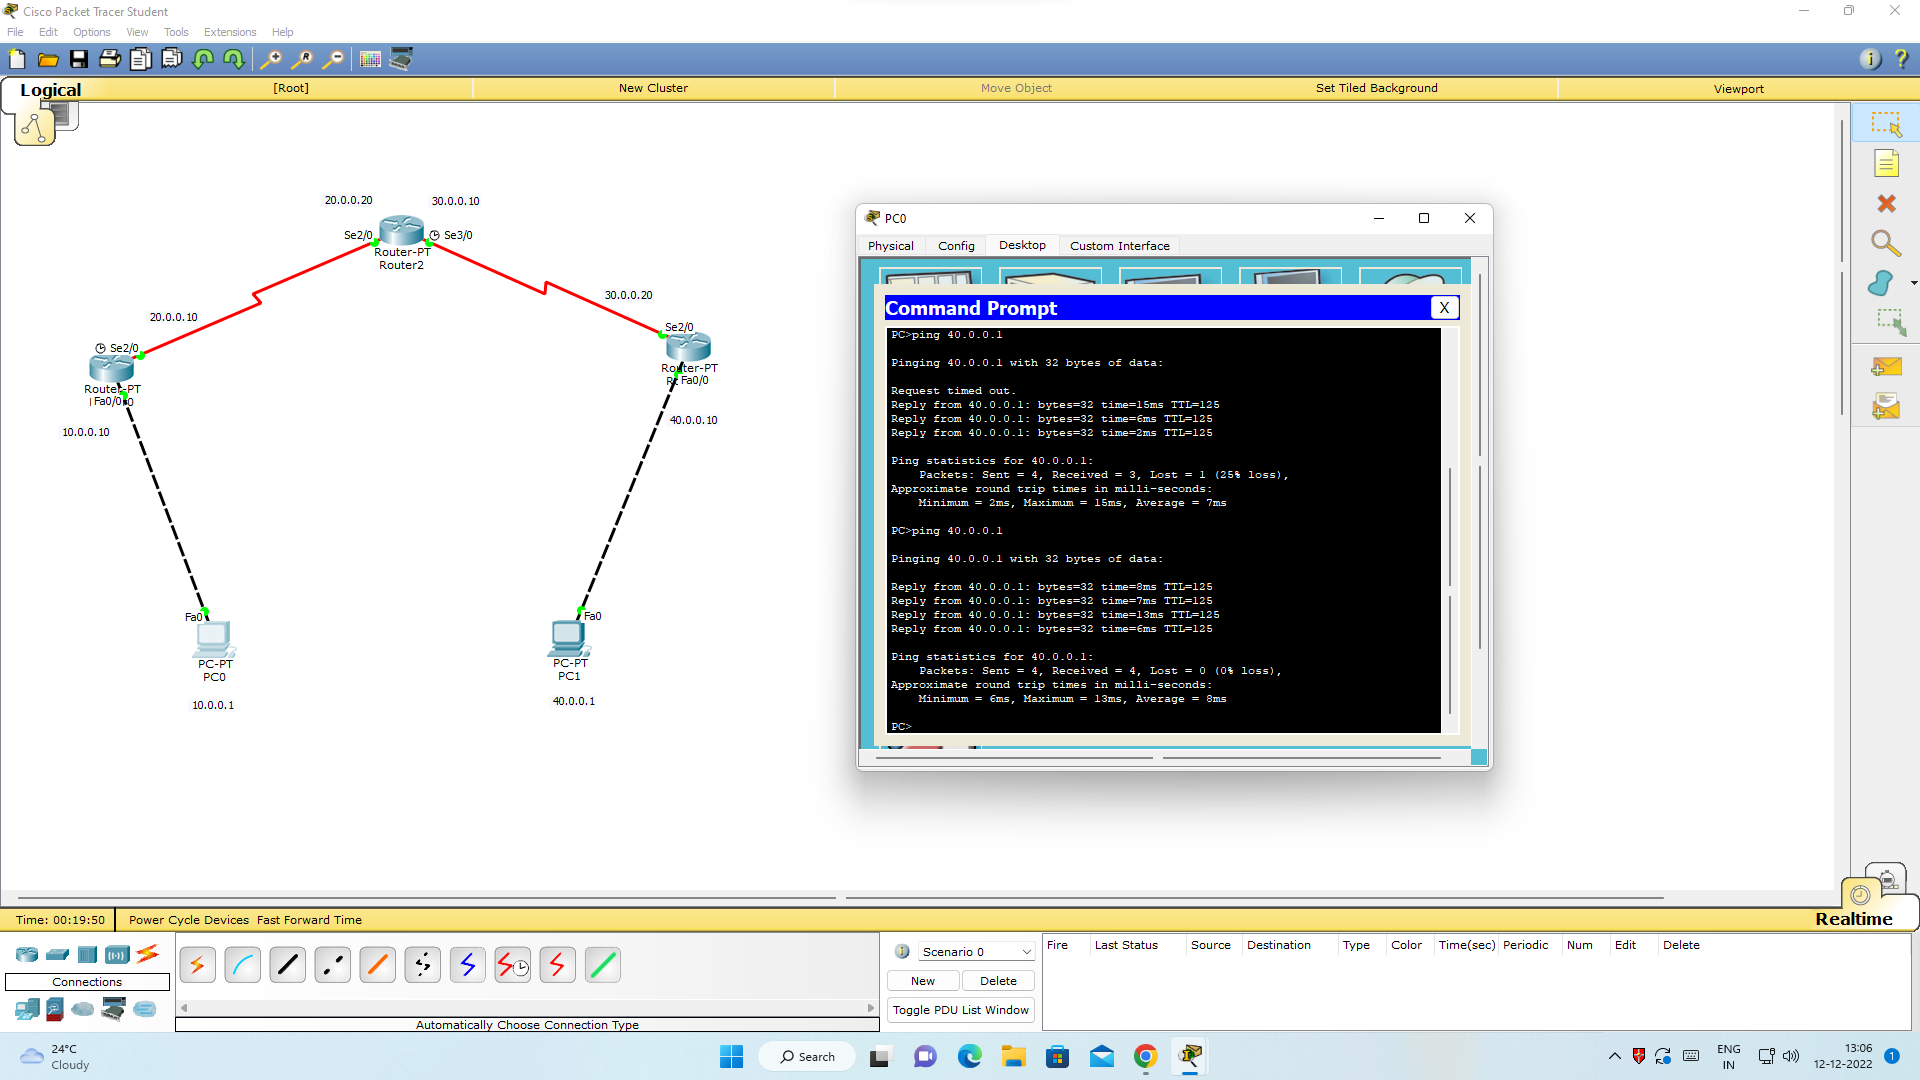 Cisco Packet Tracer Student
File Edit Options View Tools Extensions Help
Logical [Root] New Cluster Move Object Set Tiled Background Viewport
20.0.0.20 30.0.0.10
Se2/0 Se3/0
Router-PT
Router2
20.0.0.10
30.0.0.20
Se2/0
Router-PT
Fa0/0
10.0.0.10
Se2/0
Router-PT
Fa0/0
40.0.0.10
Fa0
PC-PT
PC0
10.0.0.1
Fa0
PC-PT
PC1
40.0.0.1
PC0
Physical Config Desktop Custom Interface
Command Prompt X
PC>ping 40.0.0.1
Pinging 40.0.0.1 with 32 bytes of data:
Request timed out.
Reply from 40.0.0.1: bytes=32 time=15ms TTL=125
Reply from 40.0.0.1: bytes=32 time=6ms TTL=125
Reply from 40.0.0.1: bytes=32 time=2ms TTL=125
Ping statistics for 40.0.0.1:
Packets: Sent = 4, Received = 3, Lost = 1 (25% loss),
Approximate round trip times in milli-seconds:
Minimum = 2ms, Maximum = 15ms, Average = 7ms
PC>ping 40.0.0.1
Pinging 40.0.0.1 with 32 bytes of data:
Reply from 40.0.0.1: bytes=32 time=8ms TTL=125
Reply from 40.0.0.1: bytes=32 time=7ms TTL=125
Reply from 40.0.0.1: bytes=32 time=13ms TTL=125
Reply from 40.0.0.1: bytes=32 time=6ms TTL=125
Ping statistics for 40.0.0.1:
Packets: Sent = 4, Received = 4, Lost = 0 (0% loss),
Approximate round trip times in milli-seconds:
Minimum = 6ms, Maximum = 13ms, Average = 8ms
PC>
Time: 00:19:50 Power Cycle Devices Fast Forward Time Realtime
Connections
Automatically Choose Connection Type
Scenario 0
New Delete
Toggle PDU List Window
Fire Last Status Source Destination Type Color Time(sec) Periodic Num Edit Delete
24°C
Cloudy
Search
ENG
IN
13:06
12-12-2022
1